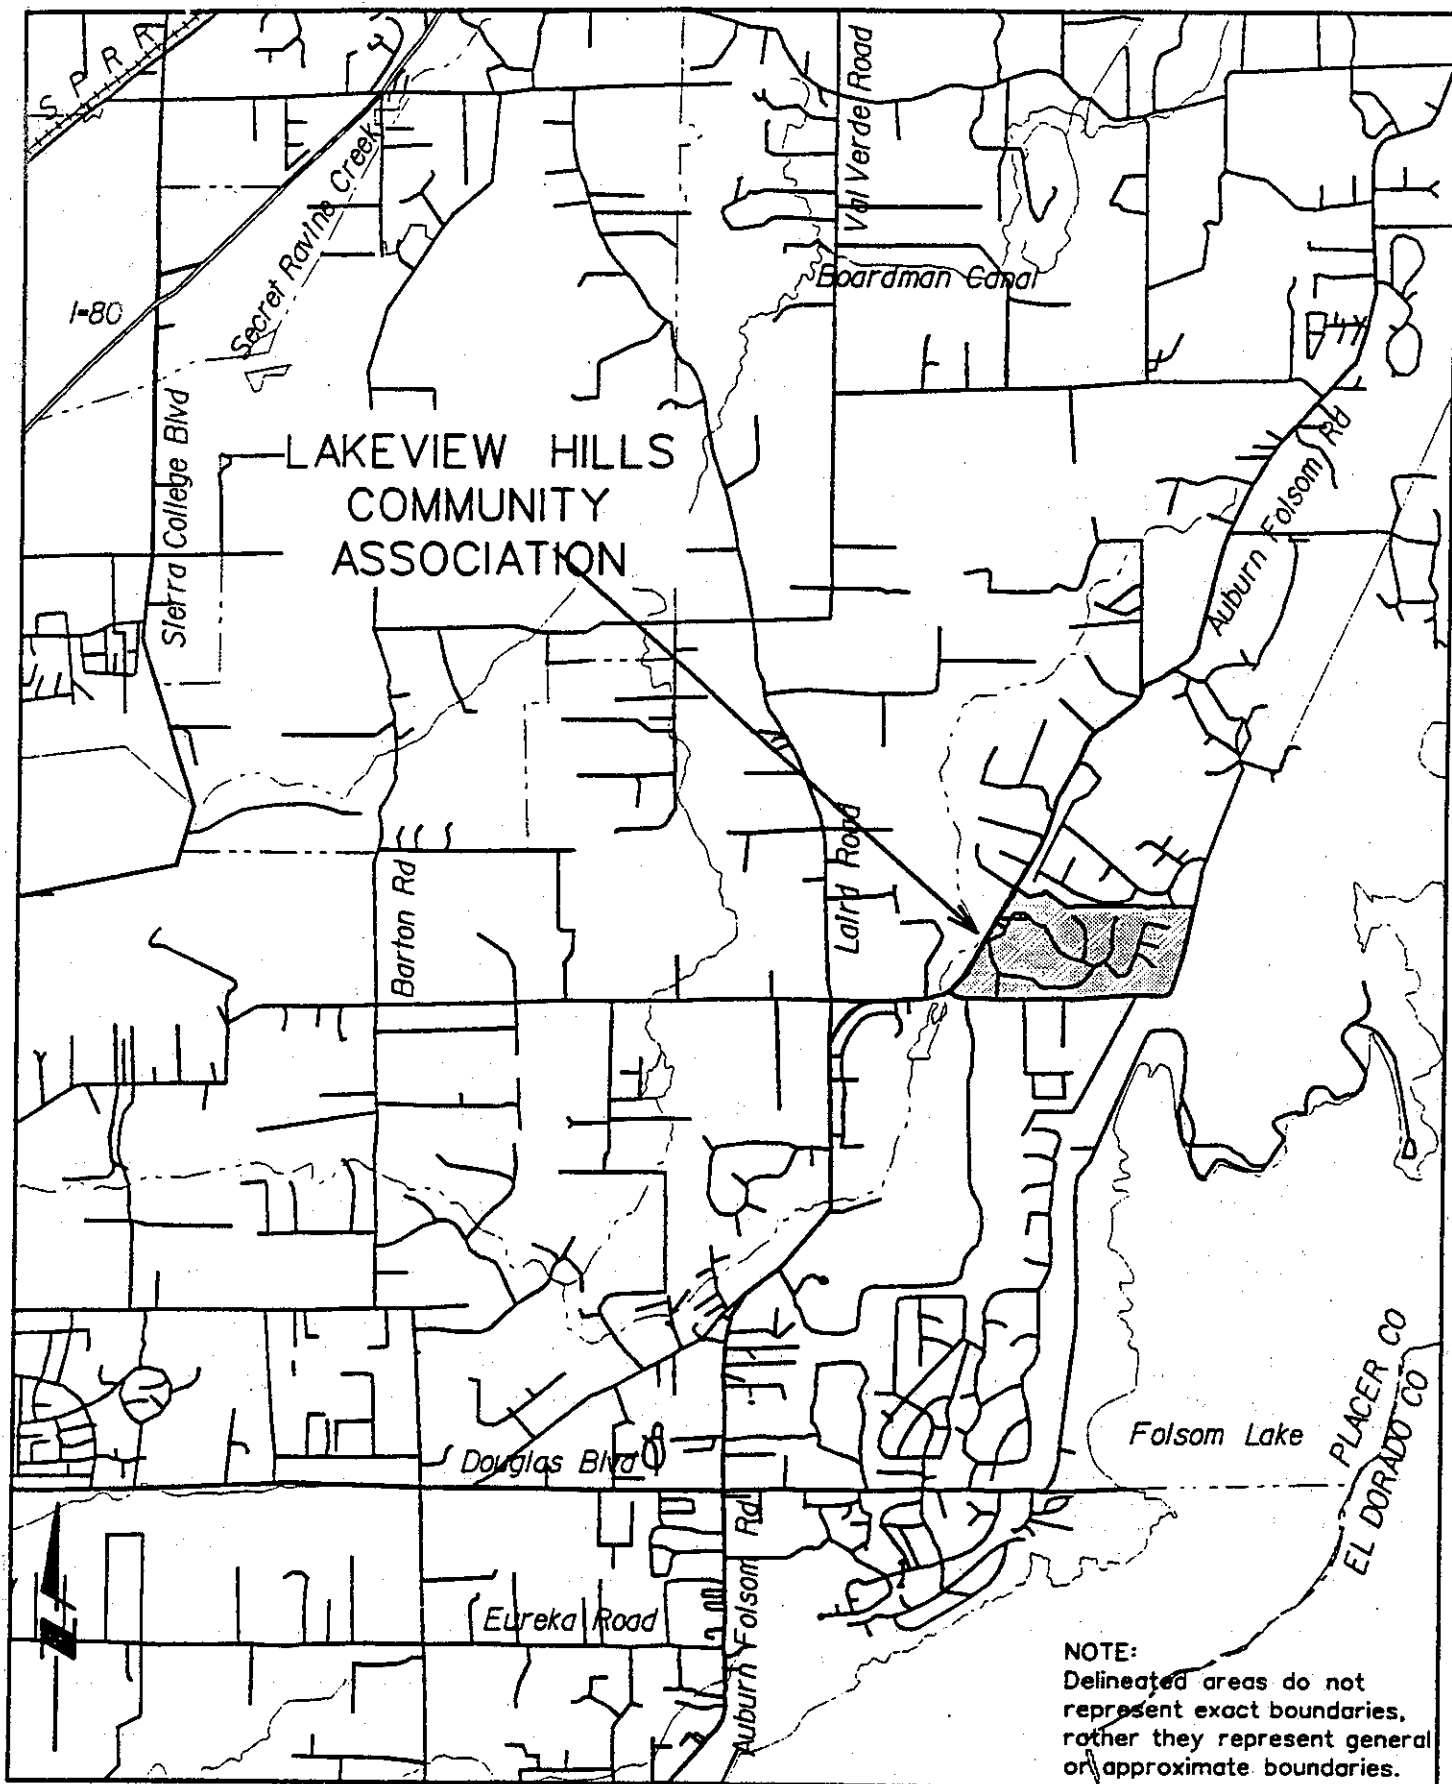 S P R R
Val Verde Road
Secret Ravine Creek
Boardman Canal
I-80
Sierra College Blvd
LAKEVIEW HILLS
COMMUNITY
ASSOCIATION
Auburn Folsom Rd
Laird Road
Barton Rd
Folsom Lake
PLACER CO
EL DORADO CO
Douglas Blvd
Eureka Road
Auburn Folsom Rd
N
NOTE:
Delineated areas do not
represent exact boundaries,
rather they represent general
or approximate boundaries.